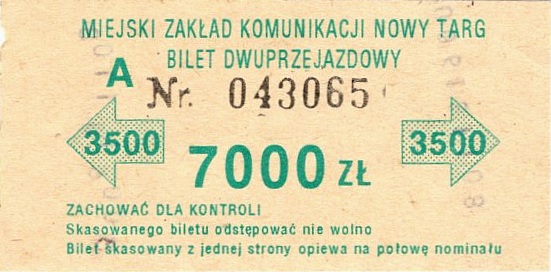 MIEJSKI ZAKŁAD KOMUNIKACJI NOWY TARG
BILET DWUPRZEJAZDOWY
A
Nr. 043065
3500
7000 ZŁ
3500
ZACHOWAĆ DLA KONTROLI
Skasowanego biletu odstępować nie wolno
Bilet skasowany z jednej strony opiewa na połowę nominału